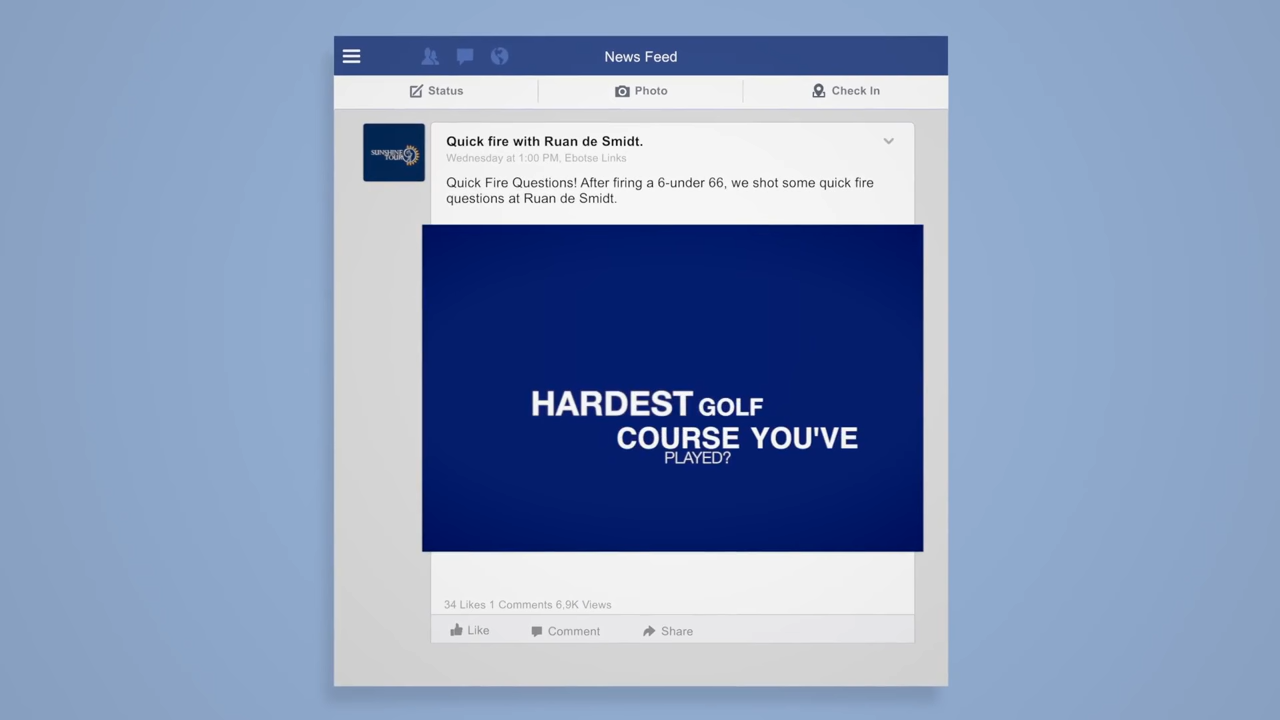 News Feed
Status
Photo
Check In
SUNSHINE
TOUR
Quick fire with Ruan de Smidt.
Wednesday at 1:00 PM, Ebotse Links
Quick Fire Questions! After firing a 6-under 66, we shot some quick fire
questions at Ruan de Smidt.
HARDEST GOLF
COURSE YOU'VE
PLAYED?
34 Likes 1 Comments 6,9K Views
Like
Comment
Share